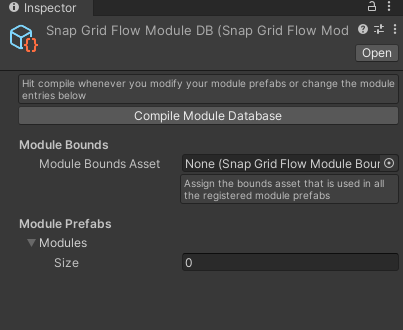 Inspector
Snap Grid Flow Module DB (Snap Grid Flow Mod
Open
Hit compile whenever you modify your module prefabs or change the module
entries below
Compile Module Database
Module Bounds
Module Bounds Asset None (Snap Grid Flow Module Bour
Assign the bounds asset that is used in all
the registered module prefabs
Module Prefabs
Modules
Size 0